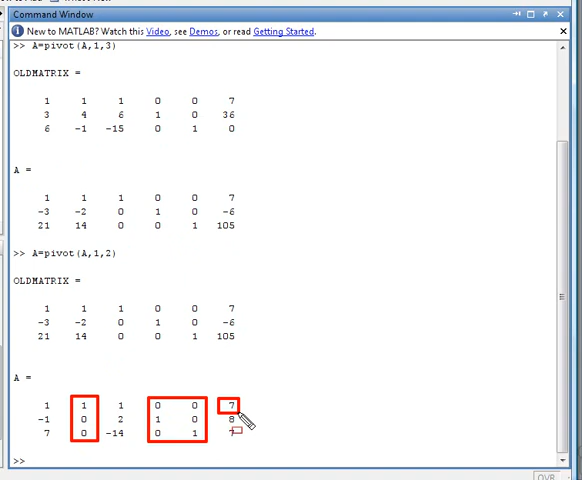 Command Window
New to MATLAB? Watch this Video, see Demos, or read Getting Started.
>> A=pivot(A,1,3)
OLDMATRIX =
1 1 1 0 0 7
3 4 6 1 0 36
6 -1 -15 0 1 0
A =
1 1 1 0 0 7
-3 -2 0 1 0 -6
21 14 0 0 1 105
>> A=pivot(A,1,2)
OLDMATRIX =
1 1 1 0 0 7
-3 -2 0 1 0 -6
21 14 0 0 1 105
A =
1 1 1 0 0 7
-1 0 2 1 0 8
7 0 -14 0 1 7
>>
OVR